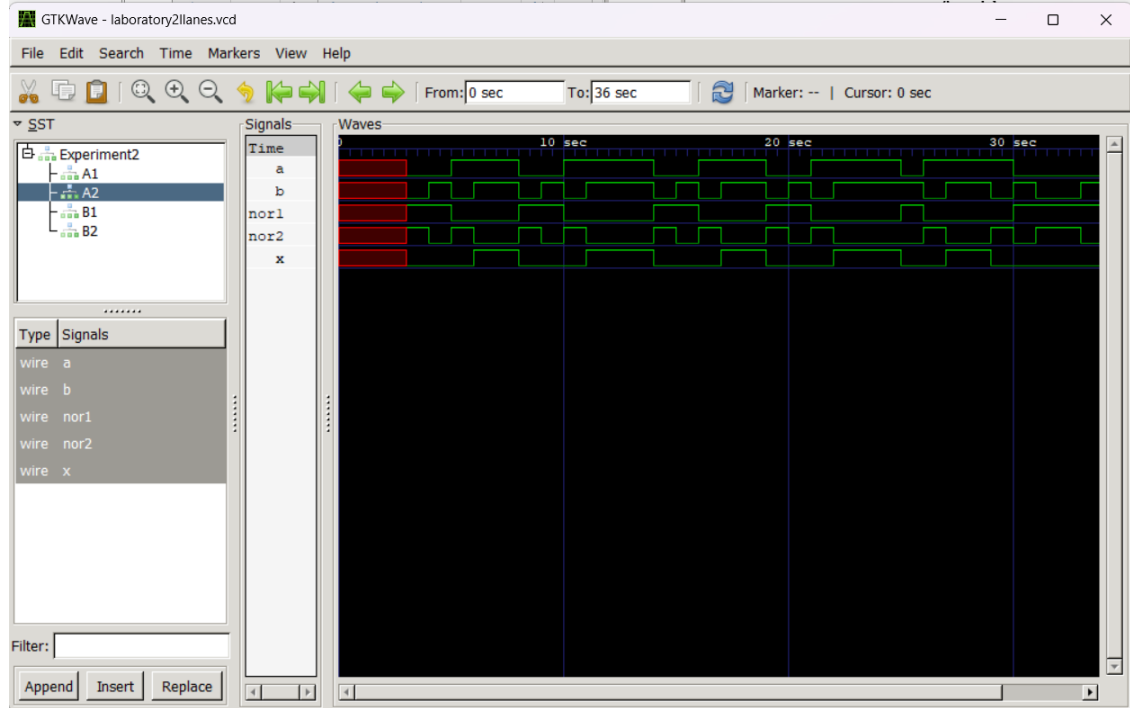 GTKWave - laboratory2llanes.vcd
File Edit Search Time Markers View Help
From: 0 sec To: 36 sec Marker: -- | Cursor: 0 sec
SST
Experiment2
A1
A2
B1
B2
Type Signals
wire a
wire b
wire nor1
wire nor2
wire x
Filter:
Append Insert Replace
Signals
Time
a
b
nor1
nor2
x
Waves
0 10 sec 20 sec 30 sec